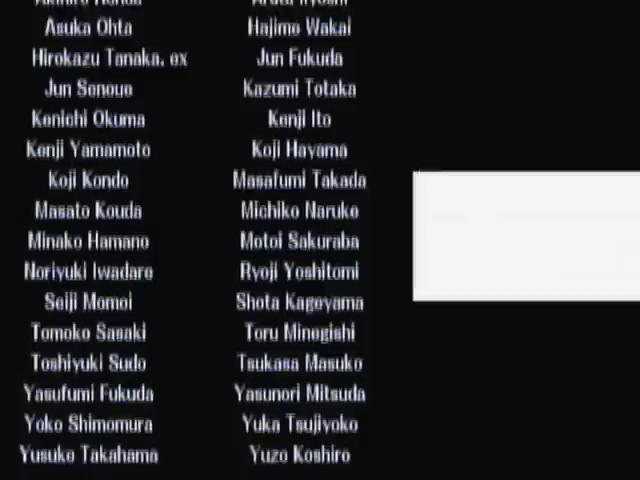 Asuka Ohta Hajime Wakai
Hirokazu Tanaka. ex Jun Fukuda
Jun Senoue Kazumi Totaka
Kenichi Okuma Kenji Ito
Kenji Yamamoto Koji Hayama
Koji Kondo Masafumi Takada
Masato Kouda Michiko Naruke
Minako Hamano Motoi Sakuraba
Noriyuki Iwadare Ryoji Yoshitomi
Seiji Momoi Shota Kageyama
Tomoko Sasaki Toru Minegishi
Toshiyuki Sudo Tsukasa Masuko
Yasufumi Fukuda Yasunori Mitsuda
Yoko Shimomura Yuka Tsujiyoko
Yusuke Takahama Yuzo Koshiro